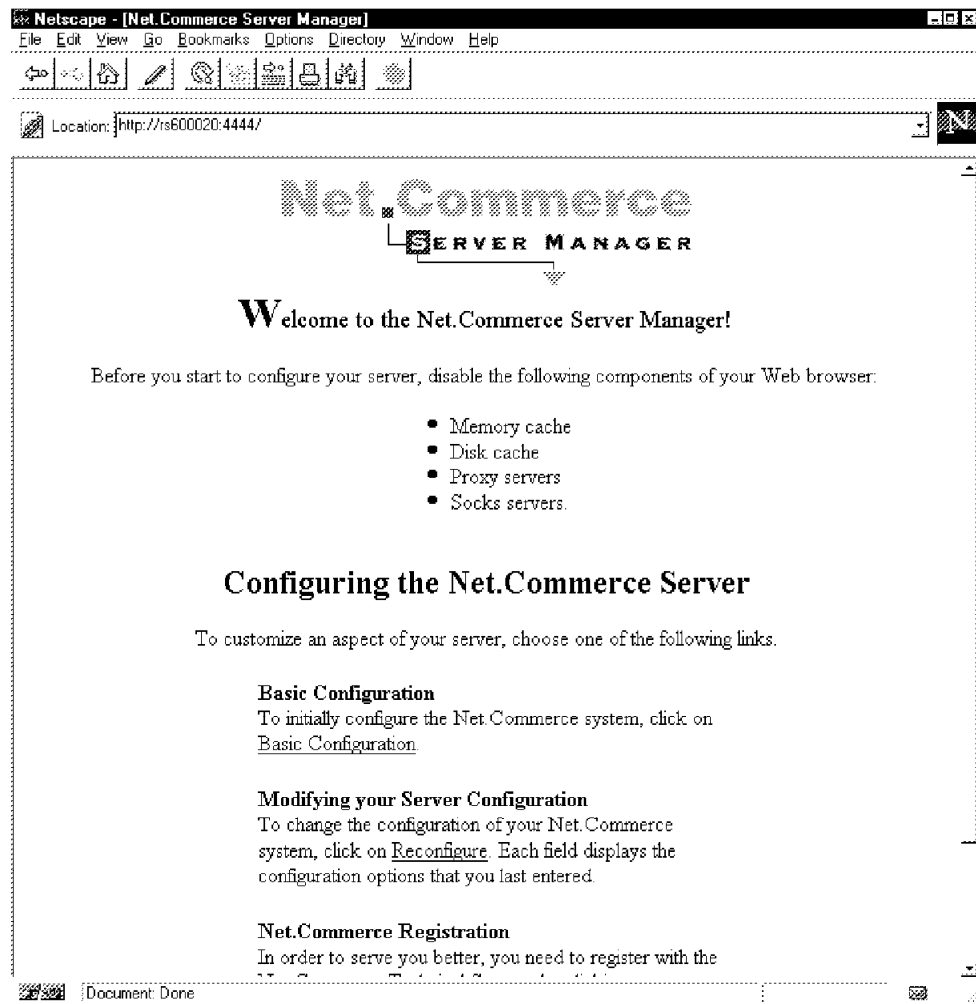 Netscape - [Net.Commerce Server Manager]
File Edit View Go Bookmarks Options Directory Window Help
Location: http://rs600020:4444/
N
Net.Commerce
SERVER MANAGER
Welcome to the Net.Commerce Server Manager!
Before you start to configure your server, disable the following components of your Web browser:
• Memory cache
• Disk cache
• Proxy servers
• Socks servers.
Configuring the Net.Commerce Server
To customize an aspect of your server, choose one of the following links.
Basic Configuration
To initially configure the Net.Commerce system, click on
Basic Configuration.
Modifying your Server Configuration
To change the configuration of your Net.Commerce
system, click on Reconfigure. Each field displays the
configuration options that you last entered.
Net.Commerce Registration
In order to serve you better, you need to register with the
Document: Done